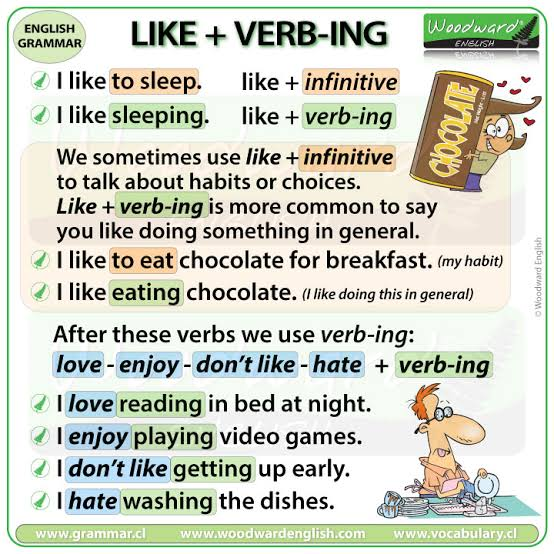 ENGLISH
GRAMMAR
LIKE + VERB-ING
Woodward®
ENGLISH
I like to sleep. like + infinitive
I like sleeping. like + verb-ing
CHOCOLATE
We sometimes use like + infinitive
to talk about habits or choices.
Like + verb-ing is more common to say
you like doing something in general.
I like to eat chocolate for breakfast. (my habit)
I like eating chocolate. (I like doing this in general)
© Woodward English
After these verbs we use verb-ing:
love - enjoy - don't like - hate + verb-ing
I love reading in bed at night.
I enjoy playing video games.
I don't like getting up early.
I hate washing the dishes.
www.grammar.cl www.woodwardenglish.com www.vocabulary.cl